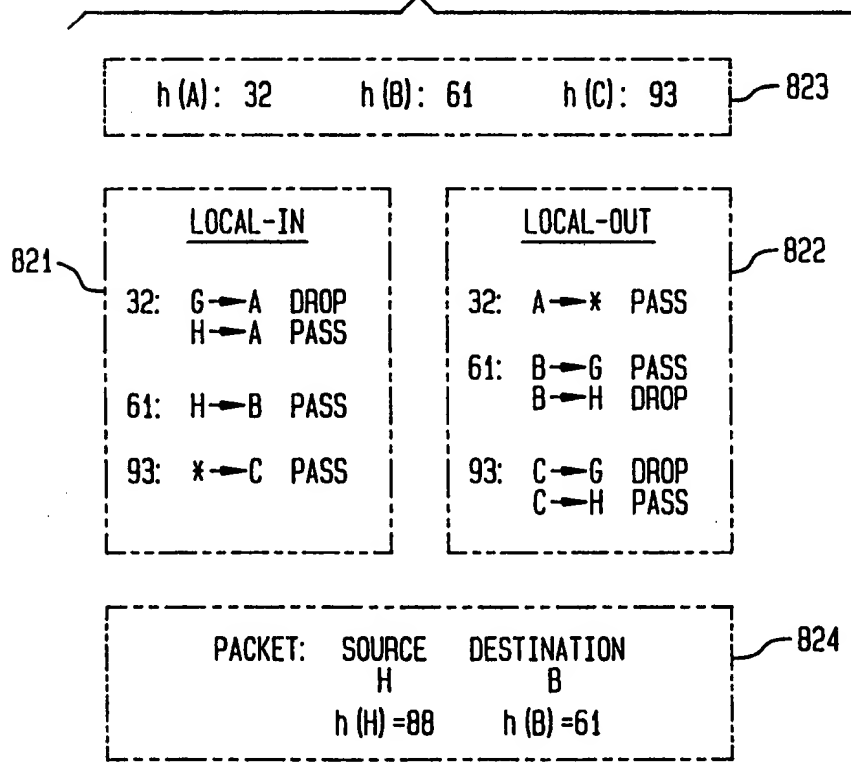 h(A): 32 h(B): 61 h(C): 93
823
LOCAL-IN
821
32: G→A DROP
H→A PASS
61: H→B PASS
93: *→C PASS
LOCAL-OUT
822
32: A→* PASS
61: B→G PASS
B→H DROP
93: C→G DROP
C→H PASS
PACKET: SOURCE DESTINATION
824
H B
h(H)=88 h(B)=61